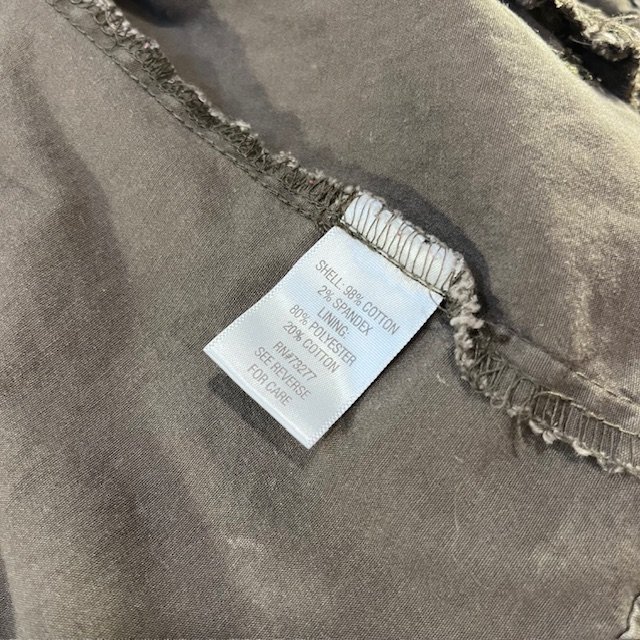 SHELL: 98% COTTON
2% SPANDEX
LINING:
80% POLYESTER
20% COTTON
RN#73277
SEE REVERSE
FOR CARE